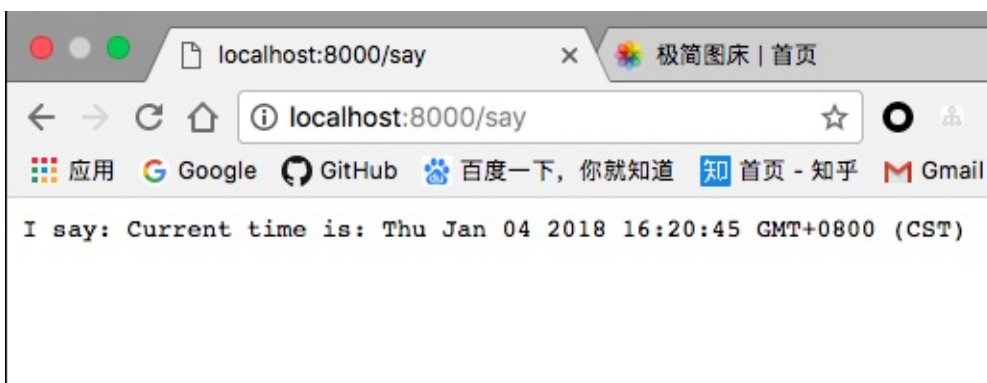 localhost:8000/say 极简图床 | 首页
localhost:8000/say
应用 Google GitHub 百度一下，你就知道 知 首页 - 知乎 Gmail
I say: Current time is: Thu Jan 04 2018 16:20:45 GMT+0800 (CST)